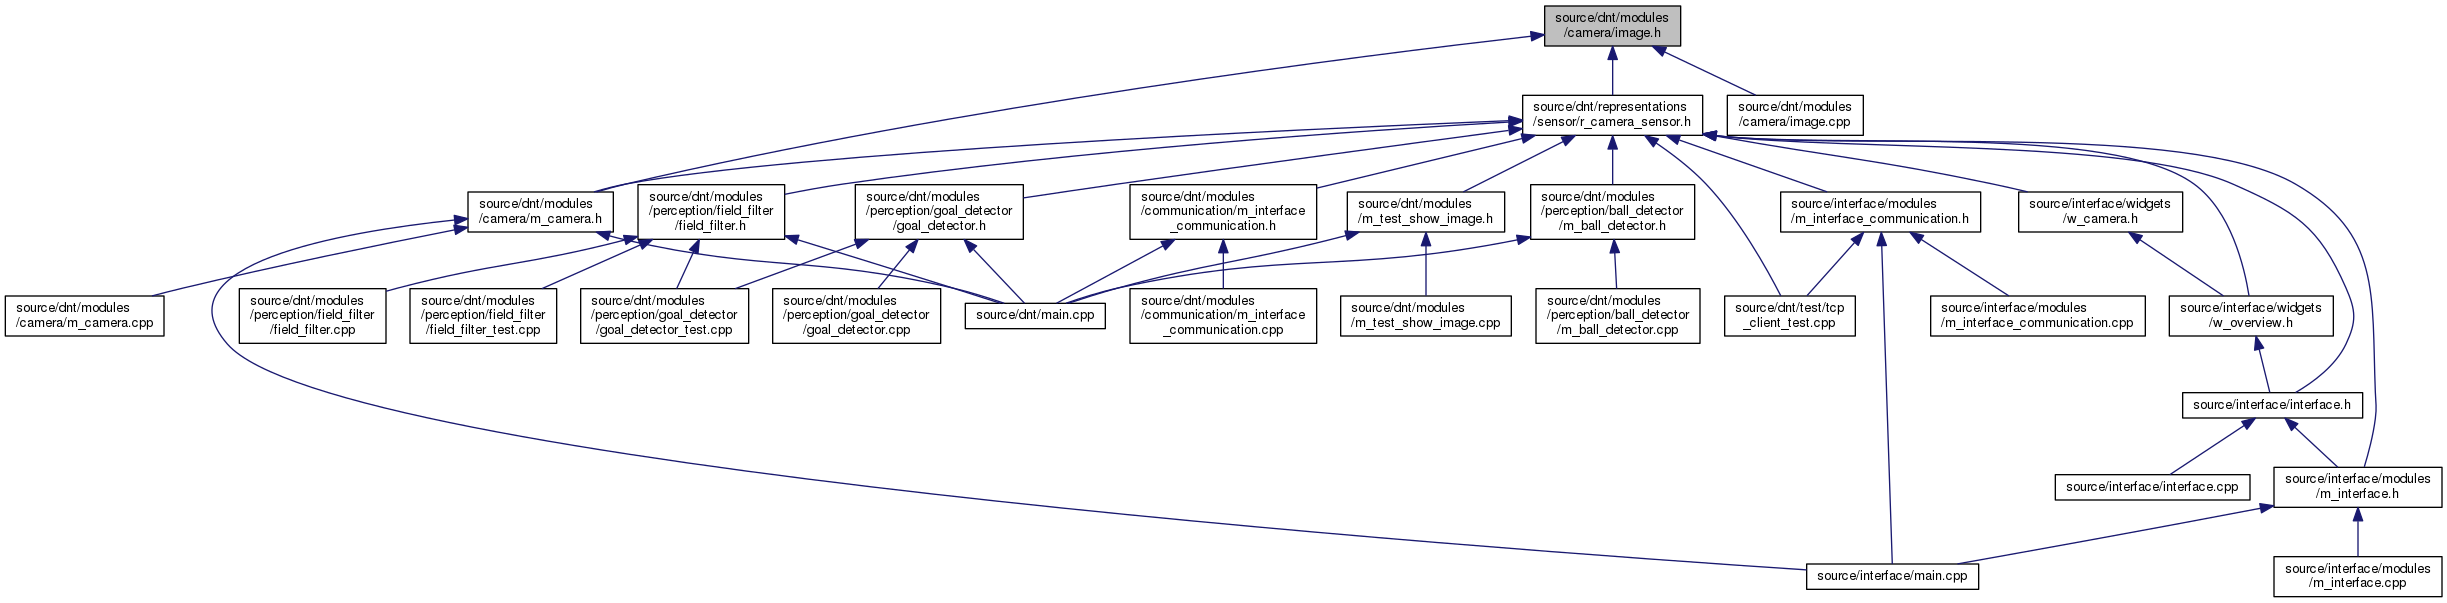 source/dnt/modules
/camera/image.h
source/dnt/representations
/sensor/r_camera_sensor.h
source/dnt/modules
/camera/image.cpp
source/dnt/modules
/camera/m_camera.h
source/dnt/modules
/perception/field_filter
/field_filter.h
source/dnt/modules
/perception/goal_detector
/goal_detector.h
source/dnt/modules
/communication/m_interface
_communication.h
source/dnt/modules
/m_test_show_image.h
source/dnt/modules
/perception/ball_detector
/m_ball_detector.h
source/interface/modules
/m_interface_communication.h
source/interface/widgets
/w_camera.h
source/dnt/modules
/camera/m_camera.cpp
source/dnt/modules
/perception/field_filter
/field_filter.cpp
source/dnt/modules
/perception/field_filter
/field_filter_test.cpp
source/dnt/modules
/perception/goal_detector
/goal_detector_test.cpp
source/dnt/modules
/perception/goal_detector
/goal_detector.cpp
source/dnt/main.cpp
source/dnt/modules
/communication/m_interface
_communication.cpp
source/dnt/modules
/m_test_show_image.cpp
source/dnt/modules
/perception/ball_detector
/m_ball_detector.cpp
source/dnt/test/tcp
_client_test.cpp
source/interface/modules
/m_interface_communication.cpp
source/interface/widgets
/w_overview.h
source/interface/interface.h
source/interface/interface.cpp
source/interface/modules
/m_interface.h
source/interface/main.cpp
source/interface/modules
/m_interface.cpp